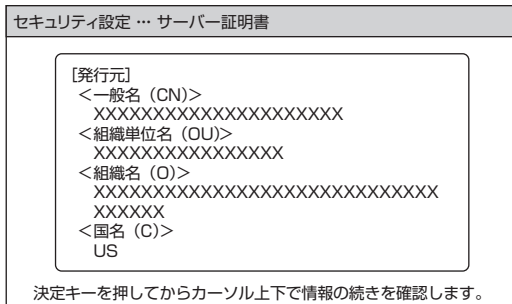 セキュリティ設定 … サーバー証明書
[発行元]
＜一般名（CN)＞
XXXXXXXXXXXXXXXXXXXXX
＜組織単位名（OU)＞
XXXXXXXXXXXXXXXX
＜組織名（O)＞
XXXXXXXXXXXXXXXXXXXXXXXXXXXXX
XXXXXX
＜国名（C)＞
US
決定キーを押してからカーソル上下で情報の続きを確認します。